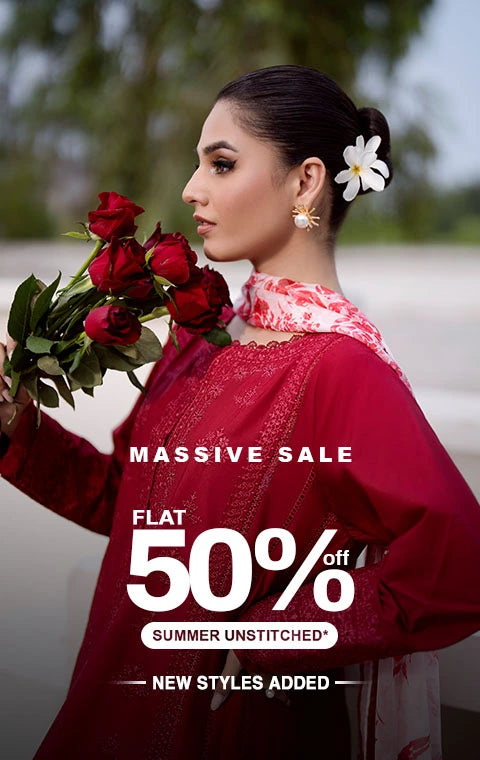 MASSIVE SALE
FLAT
50% off
SUMMER UNSTITCHED*
NEW STYLES ADDED